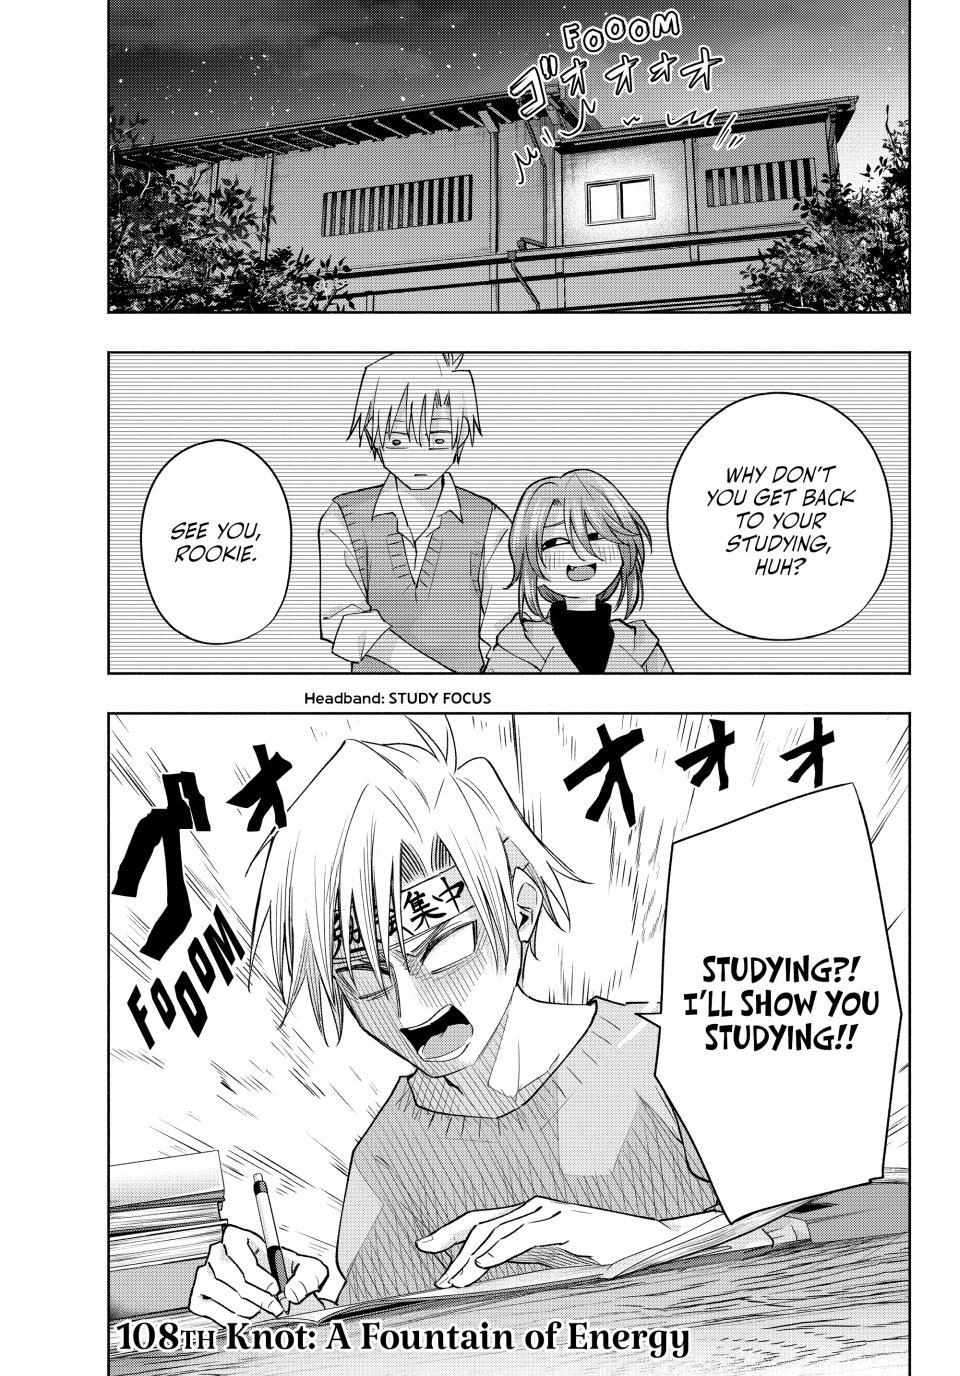 FOOOM
ゴオオオオ
WHY DON'T
YOU GET BACK
TO YOUR
STUDYING,
HUH?
SEE YOU,
ROOKIE.
Headband: STUDY FOCUS
オオオ
ゴオ
FOOOM
集中
STUDYING?!
I'LL SHOW YOU
STUDYING!!
108TH Knot: A Fountain of Energy